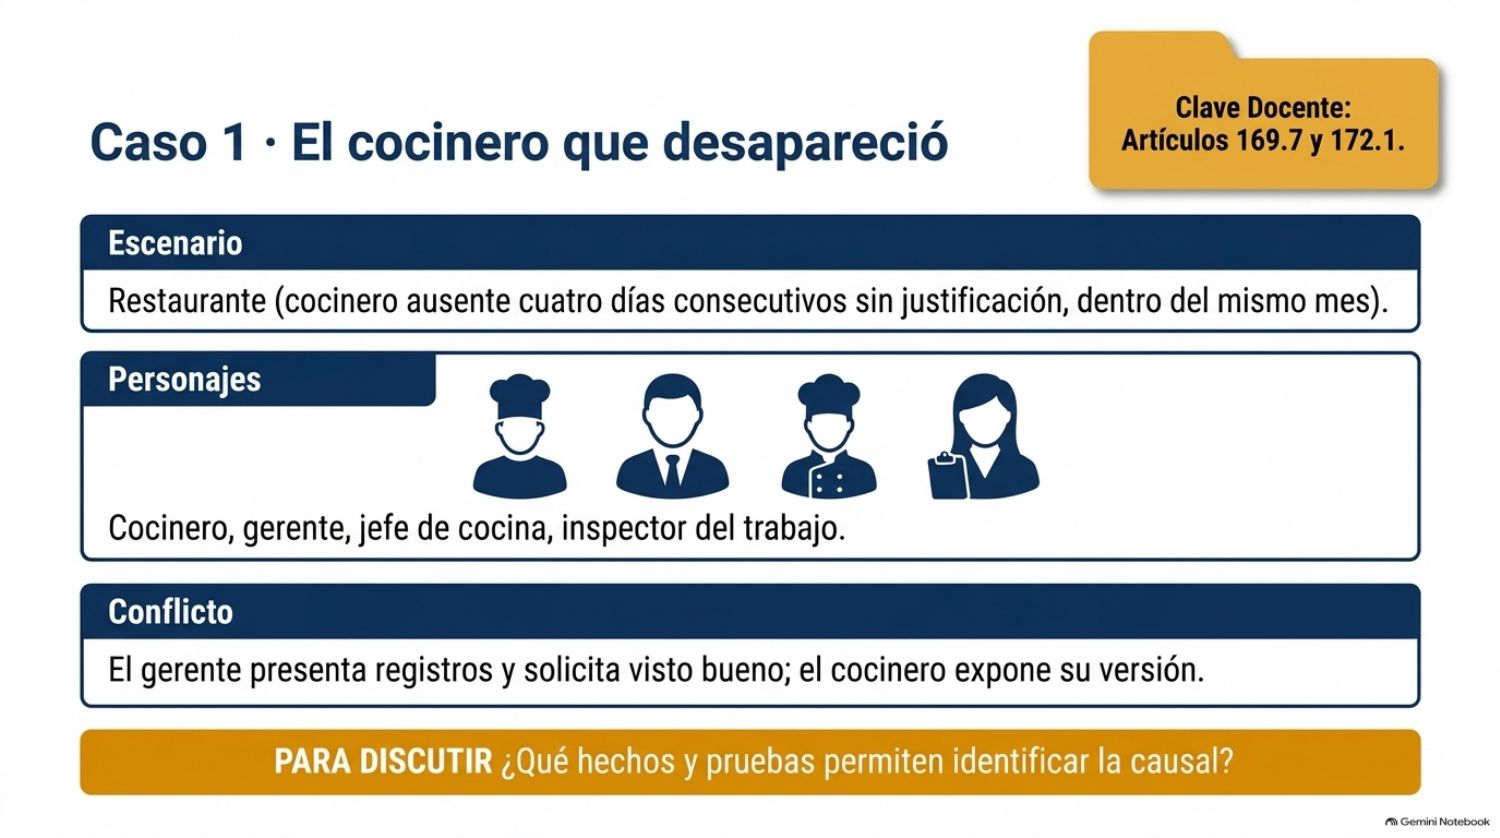 Clave Docente:
Artículos 169.7 y 172.1.
Caso 1 · El cocinero que desapareció
Escenario
Restaurante (cocinero ausente cuatro días consecutivos sin justificación, dentro del mismo mes).
Personajes
Cocinero, gerente, jefe de cocina, inspector del trabajo.
Conflicto
El gerente presenta registros y solicita visto bueno; el cocinero expone su versión.
PARA DISCUTIR ¿Qué hechos y pruebas permiten identificar la causal?
Gemini Notebook